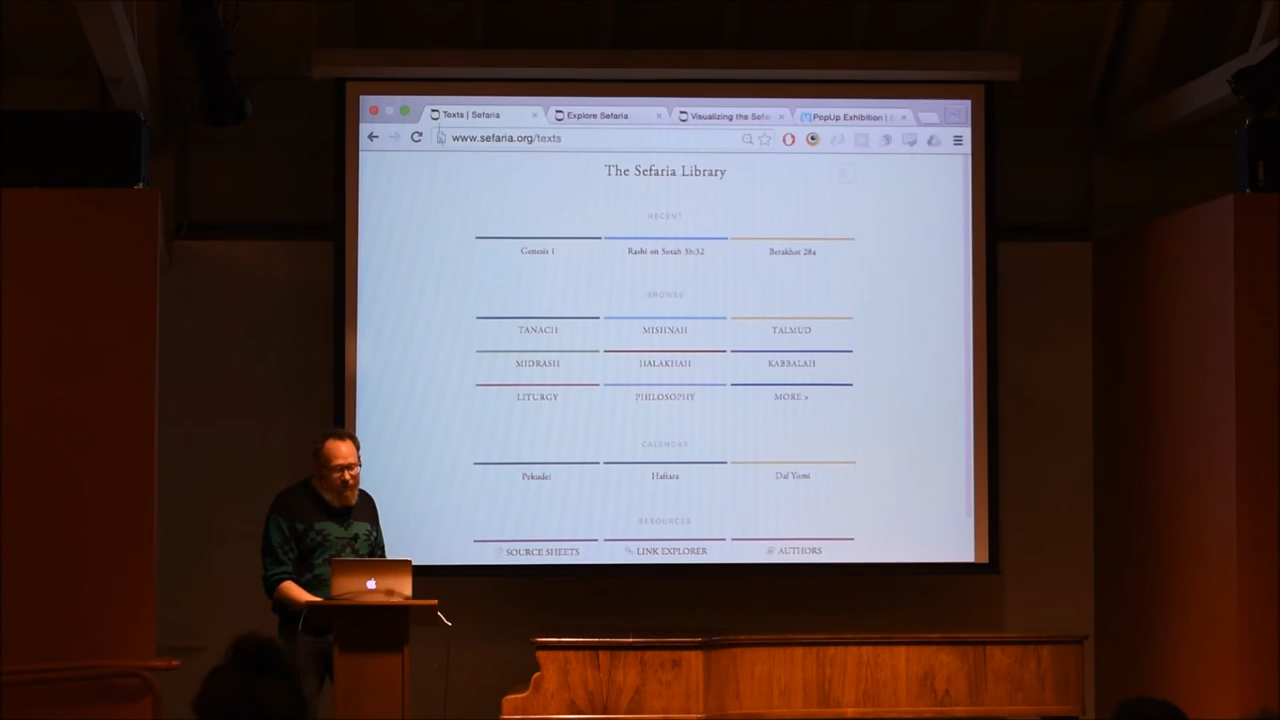 Texts | Sefaria
Explore Sefaria
Visualizing the Sefa
PopUp Exhibition |
www.sefaria.org/texts
The Sefaria Library
RECENT
Genesis 1
Rashi on Sotah 5b:32
Berakhot 28a
BROWSE
TANACH
MISHNAH
TALMUD
MIDRASH
HALAKHAH
KABBALAH
LITURGY
PHILOSOPHY
MORE >
CALENDAR
Pekudei
Haftara
Daf Yomi
RESOURCES
SOURCE SHEETS
LINK EXPLORER
AUTHORS